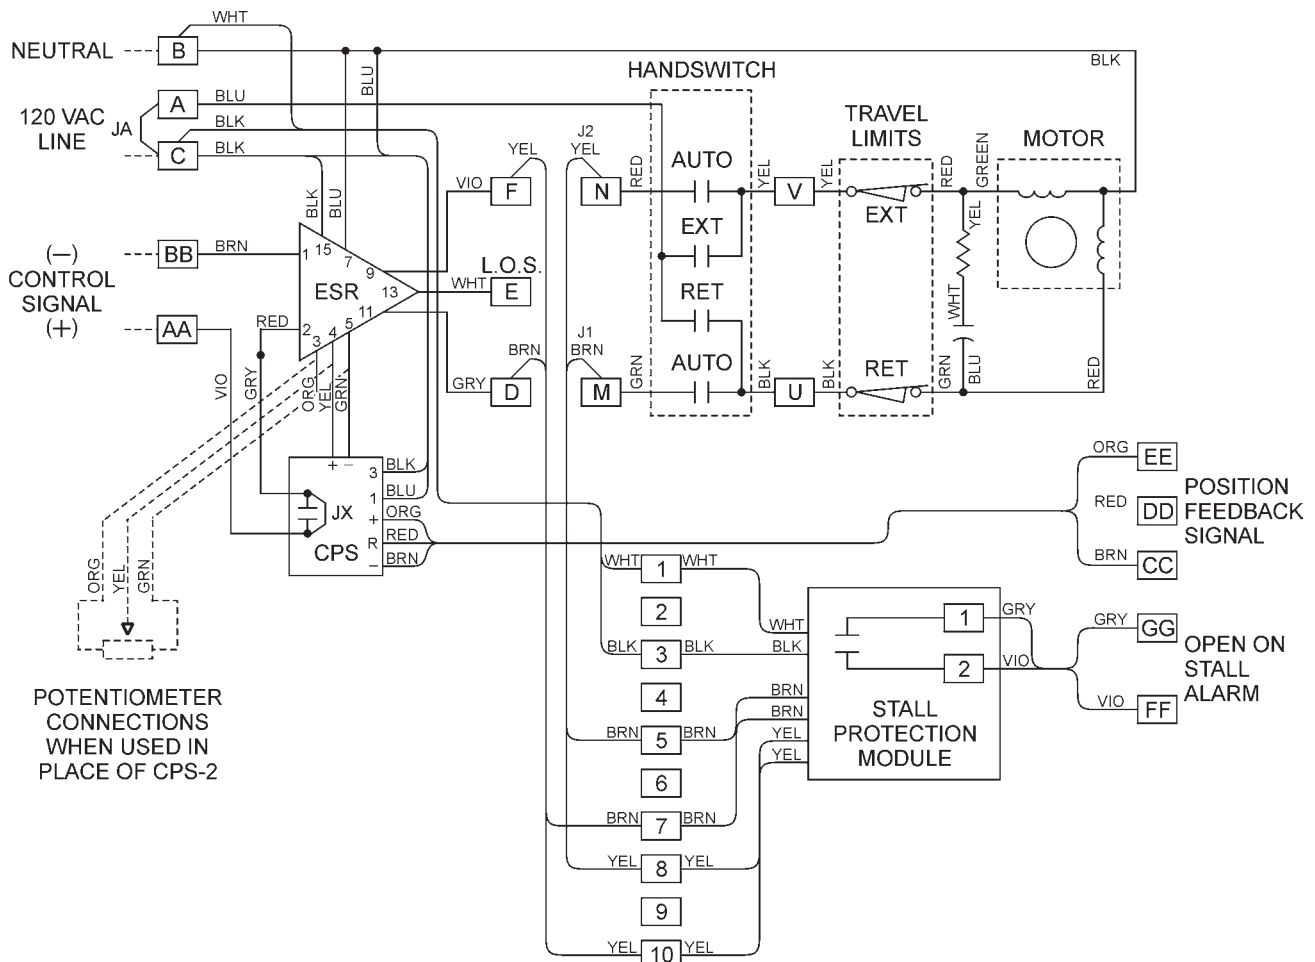 WHT
NEUTRAL
B
BLK
BLU
HANDSWITCH
120 VAC
LINE
JA
A
BLU
BLK
C
BLK
TRAVEL
LIMITS
MOTOR
J2
YEL
YEL
AUTO
RED
YEL
YEL
RED
GREEN
VIO
F
N
V
EXT
EXT
BLK
BLU
(—)
CONTROL
SIGNAL
(+)
BB
BRN
1
15
7
9
ESR
13
11
2
3
4
5
WHT
L.O.S.
E
RET
YEL
WHT
AA
RED
VIO
GRY
ORG
YEL
GRN
GRY
BRN
D
J1
BRN
M
GRN
AUTO
BLK
U
BLK
RET
GRN
BLU
RED
+ −
3
BLK
1
BLU
JX
+
ORG
R
RED
CPS
−
BRN
ORG
EE
RED
DD
BRN
CC
POSITION
FEEDBACK
SIGNAL
ORG
YEL
GRN
POTENTIOMETER
CONNECTIONS
WHEN USED IN
PLACE OF CPS-2
WHT
1
WHT
2
BLK
3
BLK
4
BRN
5
BRN
6
BRN
7
BRN
YEL
8
YEL
9
YEL
10
YEL
WHT
BLK
BRN
BRN
YEL
YEL
1
2
STALL
PROTECTION
MODULE
GRY
VIO
GRY
GG
VIO
FF
OPEN ON
STALL
ALARM